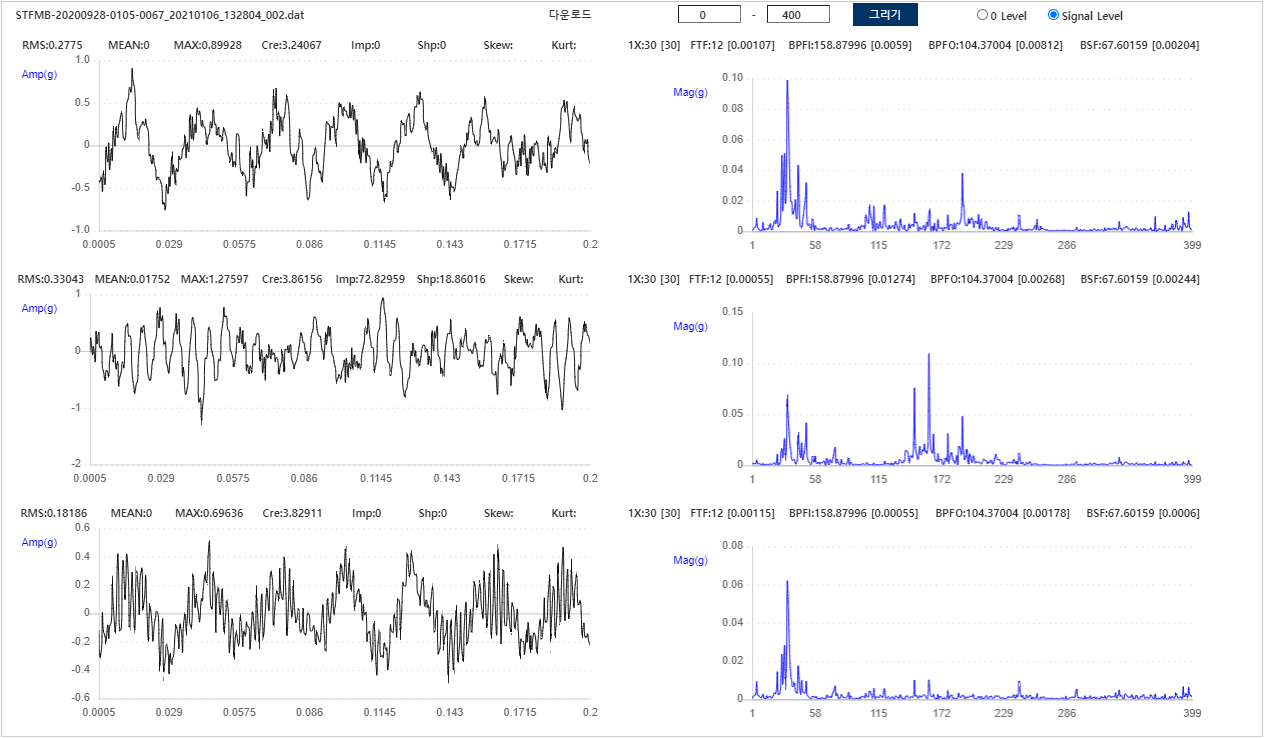 STFMB-20200928-0105-0067_20210106_132804_002.dat 다운로드 0 - 400 그리기 0 Level Signal Level
RMS:0.2775 MEAN:0 MAX:0.89928 Cre:3.24067 Imp:0 Shp:0 Skew: Kurt:
Amp(g)
1.0
0.5
0
-0.5
-1.0
0.0005 0.029 0.0575 0.086 0.1145 0.143 0.1715 0.2
1X:30 [30] FTF:12 [0.00107] BPFI:158.87996 [0.0059] BPFO:104.37004 [0.00812] BSF:67.60159 [0.00204]
Mag(g)
0.10
0.08
0.06
0.04
0.02
0
1 58 115 172 229 286 399
RMS:0.33043 MEAN:0.01752 MAX:1.27597 Cre:3.86156 Imp:72.82959 Shp:18.86016 Skew: Kurt:
Amp(g)
1
0
-1
-2
0.0005 0.029 0.0575 0.086 0.1145 0.143 0.1715 0.2
1X:30 [30] FTF:12 [0.00055] BPFI:158.87996 [0.01274] BPFO:104.37004 [0.00268] BSF:67.60159 [0.00244]
Mag(g)
0.15
0.10
0.05
0
1 58 115 172 229 286 399
RMS:0.18186 MEAN:0 MAX:0.69636 Cre:3.82911 Imp:0 Shp:0 Skew: Kurt:
Amp(g)
0.6
0.4
0.2
0
-0.2
-0.4
-0.6
0.0005 0.029 0.0575 0.086 0.1145 0.143 0.1715 0.2
1X:30 [30] FTF:12 [0.00115] BPFI:158.87996 [0.00055] BPFO:104.37004 [0.00178] BSF:67.60159 [0.0006]
Mag(g)
0.08
0.06
0.04
0.02
0
1 58 115 172 229 286 399